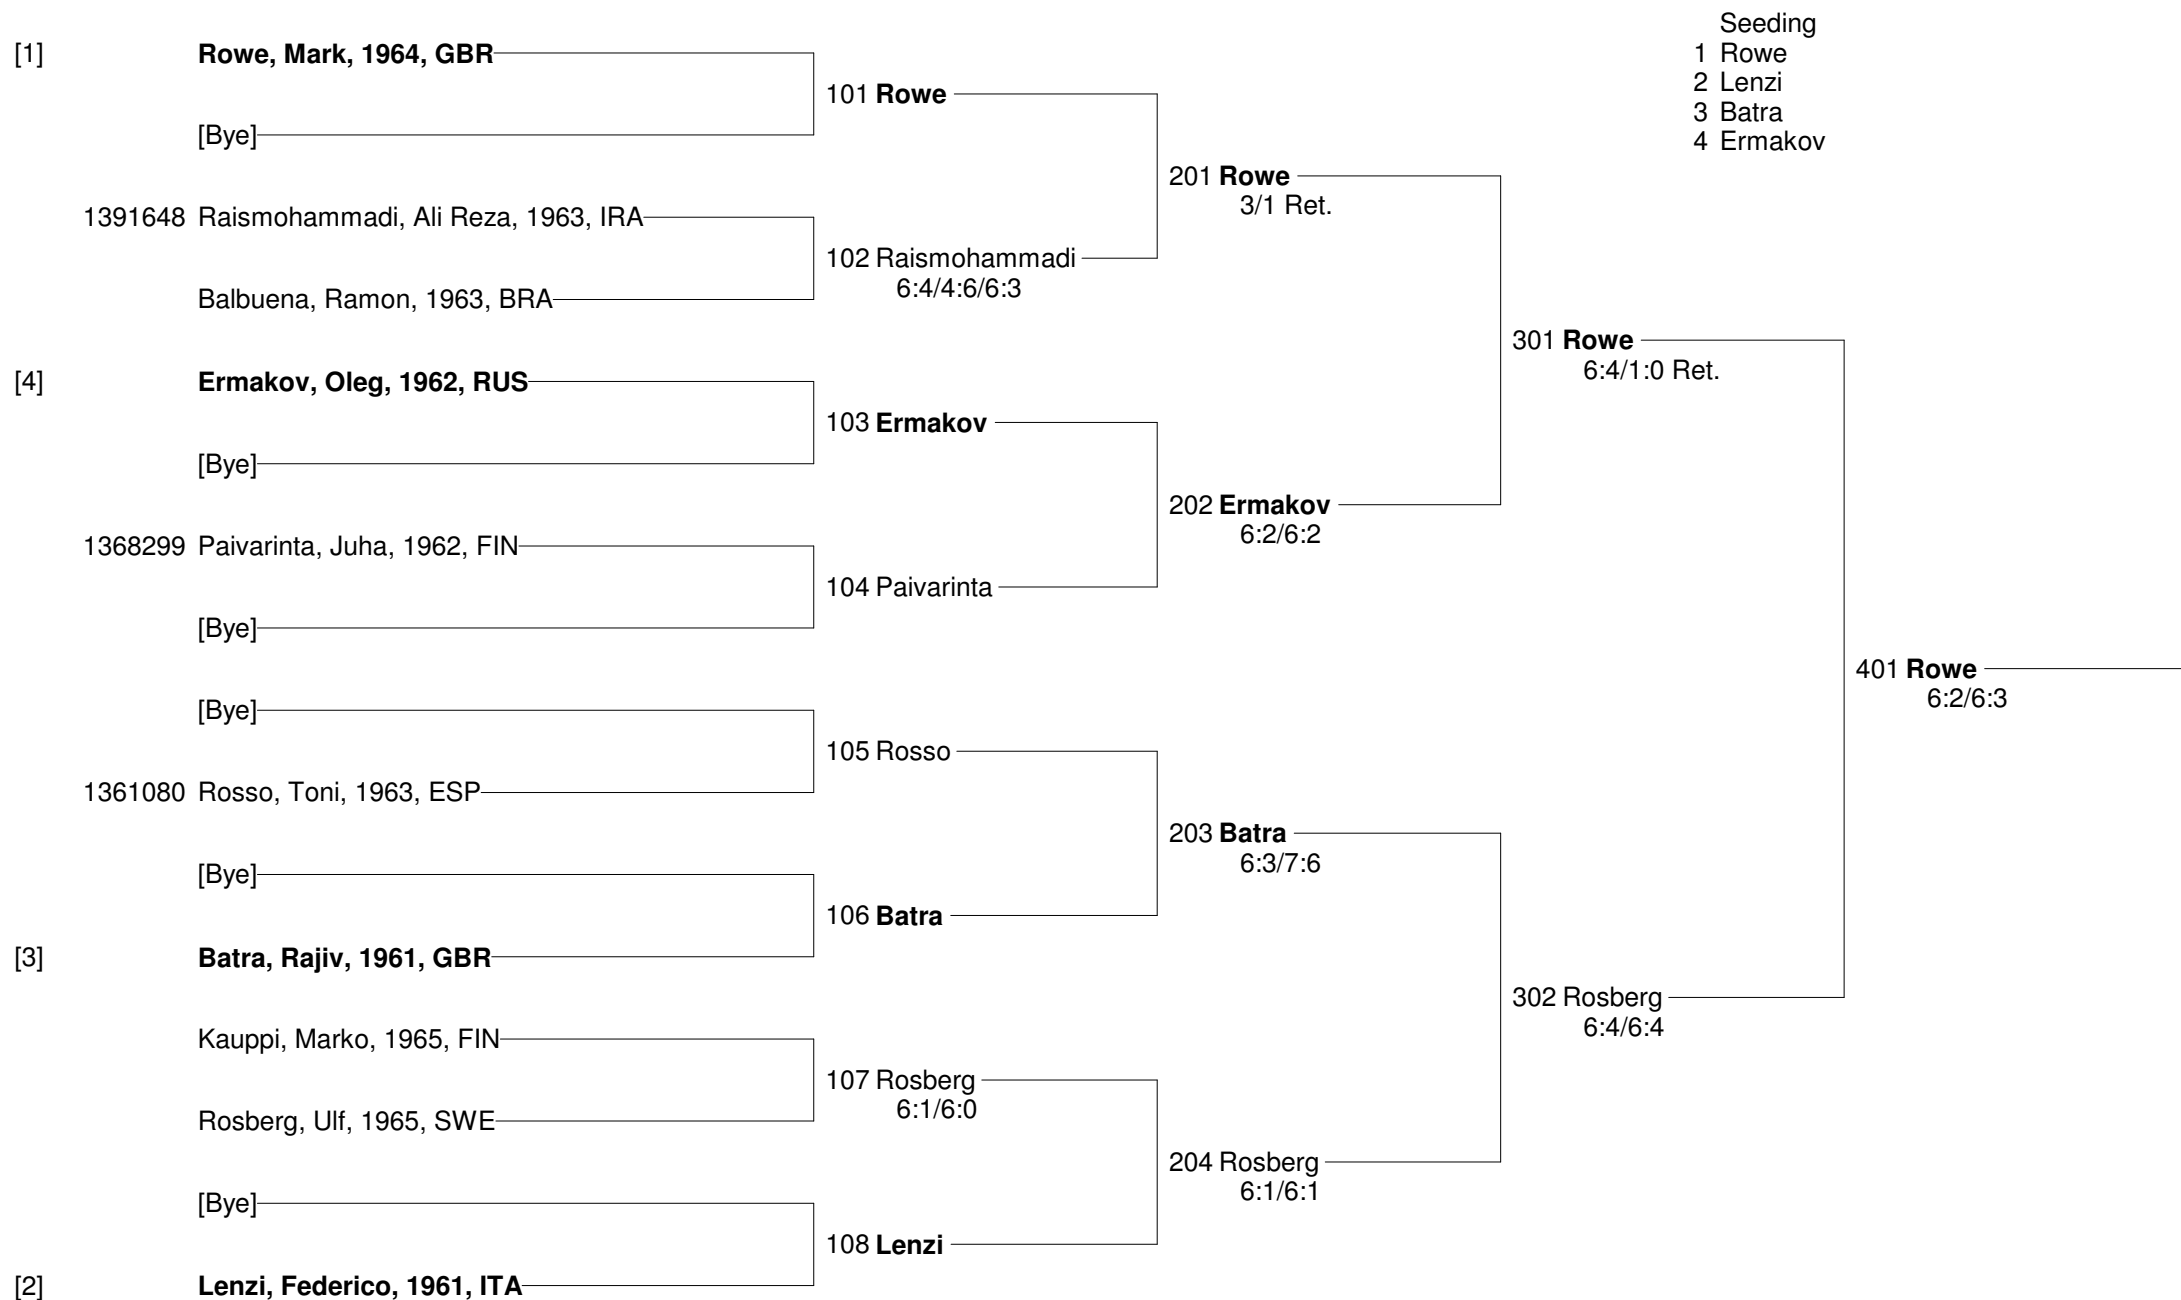 Seeding
1 Rowe
2 Lenzi
3 Batra
4 Ermakov
[1] Rowe, Mark, 1964, GBR
101 Rowe
[Bye]
201 Rowe
3/1 Ret.
1391648 Raismohammadi, Ali Reza, 1963, IRA
102 Raismohammadi
6:4/4:6/6:3
Balbuena, Ramon, 1963, BRA
301 Rowe
6:4/1:0 Ret.
[4] Ermakov, Oleg, 1962, RUS
103 Ermakov
[Bye]
202 Ermakov
6:2/6:2
1368299 Paivarinta, Juha, 1962, FIN
104 Paivarinta
[Bye]
401 Rowe
6:2/6:3
[Bye]
105 Rosso
1361080 Rosso, Toni, 1963, ESP
203 Batra
6:3/7:6
[Bye]
106 Batra
[3] Batra, Rajiv, 1961, GBR
302 Rosberg
6:4/6:4
Kauppi, Marko, 1965, FIN
107 Rosberg
6:1/6:0
Rosberg, Ulf, 1965, SWE
204 Rosberg
6:1/6:1
[Bye]
108 Lenzi
[2] Lenzi, Federico, 1961, ITA